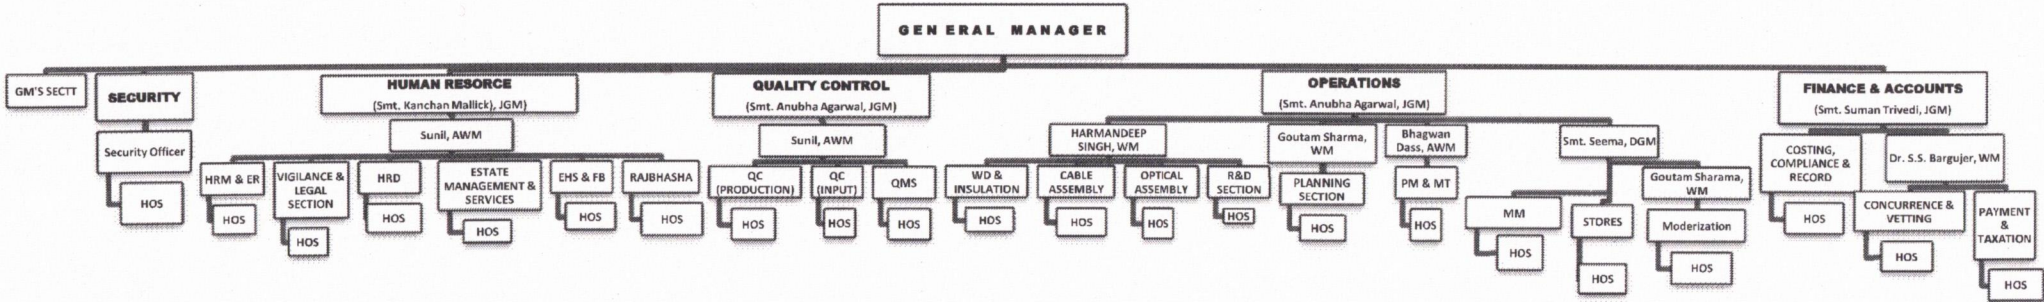 GENERAL MANAGER
GM'S SECTT
SECURITY
Security Officer
HOS
HUMAN RESORCE
(Smt. Kanchan Mallick), JGM)
Sunil, AWM
HRM & ER
HOS
VIGILANCE &
LEGAL
SECTION
HOS
HRD
HOS
ESTATE
MANAGEMENT &
SERVICES
HOS
EHS & FB
HOS
RAJBHASHA
HOS
QUALITY CONTROL
(Smt. Anubha Agarwal, JGM)
Sunil, AWM
QC
(PRODUCTION)
HOS
QC
(INPUT)
HOS
QMS
HOS
OPERATIONS
(Smt. Anubha Agarwal, JGM)
HARMANDEEP
SINGH, WM
WD &
INSULATION
HOS
CABLE
ASSEMBLY
HOS
OPTICAL
ASSEMBLY
HOS
R&D
SECTION
HOS
Goutam Sharma,
WM
PLANNING
SECTION
HOS
Bhagwan
Dass, AWM
PM & MT
HOS
Smt. Seema, DGM
MM
HOS
STORES
HOS
Goutam Sharama,
WM
Moderization
HOS
FINANCE & ACCOUNTS
(Smt. Suman Trivedi, JGM)
COSTING,
COMPLIANCE &
RECORD
HOS
Dr. S.S. Bargujer, WM
CONCURRENCE &
VETTING
HOS
PAYMENT
&
TAXATION
HOS